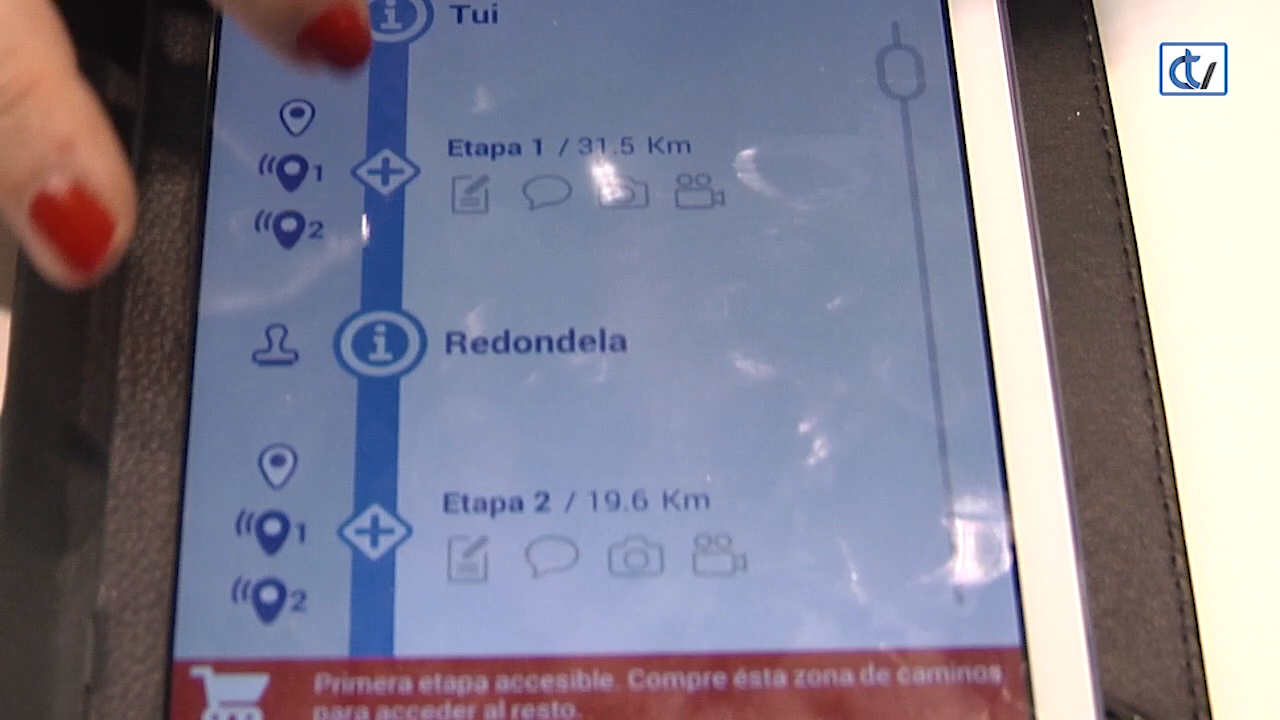 Tui
Etapa 1 / 31.5 Km
1
2
Redondela
Etapa 2 / 19.6 Km
1
2
Primera etapa accesible. Compre ésta zona de caminos
para acceder al resto.
CTV